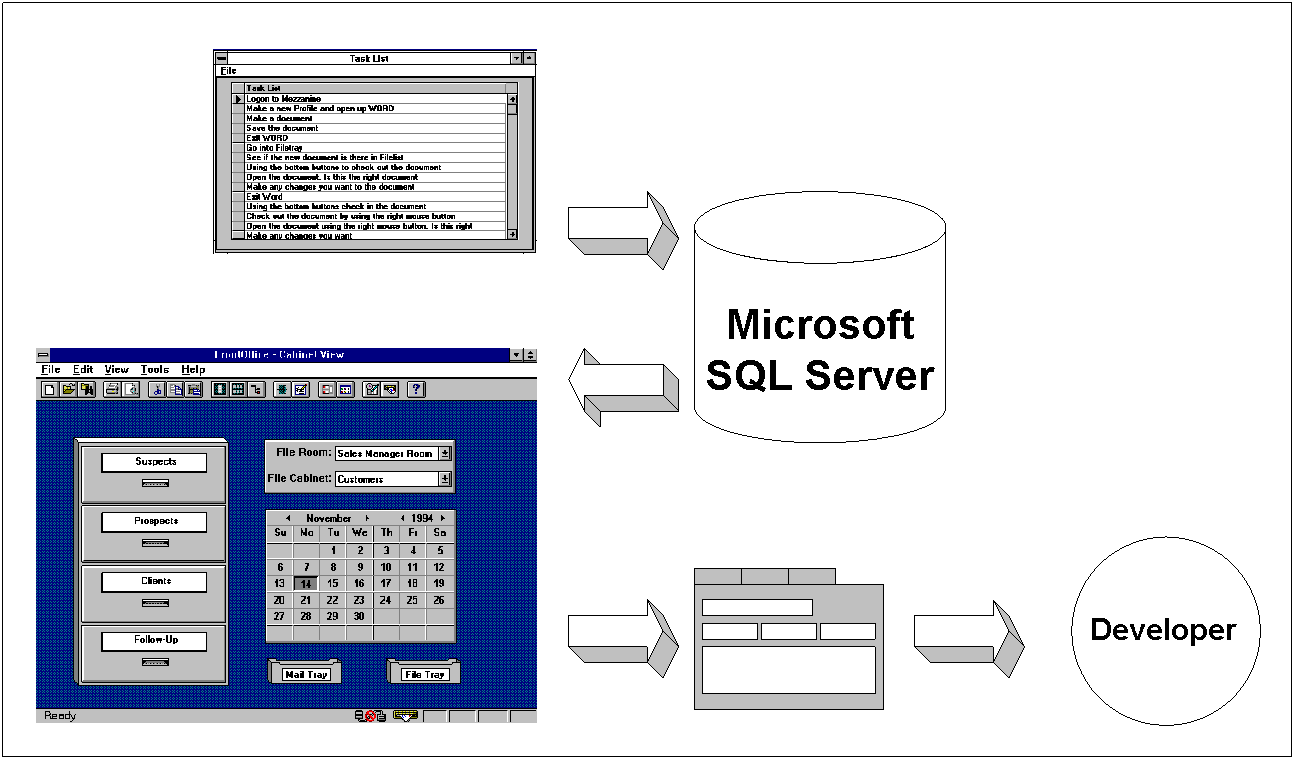 Task List
File
Task List
Logon to Mezzanine
Make a new Profile and open up WORD
Make a document
Save the document
Exit WORD
Go into Filetray
See if the new document is there in Filelist
Using the bottom buttons to check out the document
Open the document. Is this the right document
Make any changes you want to the document
Exit Word
Using the bottom buttons check in the document
Check out the document by using the right mouse button
Open the document using the right mouse button. Is this right
Make any changes you want
Microsoft
SQL Server
FrontOffice - Cabinet View
File Edit View Tools Help
?
Suspects
Prospects
Clients
Follow-Up
File Room: Sales Manager Room
File Cabinet: Customers
November 1994
Su Mo Tu We Th Fr Sa
1 2 3 4 5
6 7 8 9 10 11 12
13 14 15 16 17 18 19
20 21 22 23 24 25 26
27 28 29 30
Mail Tray File Tray
Ready
Developer